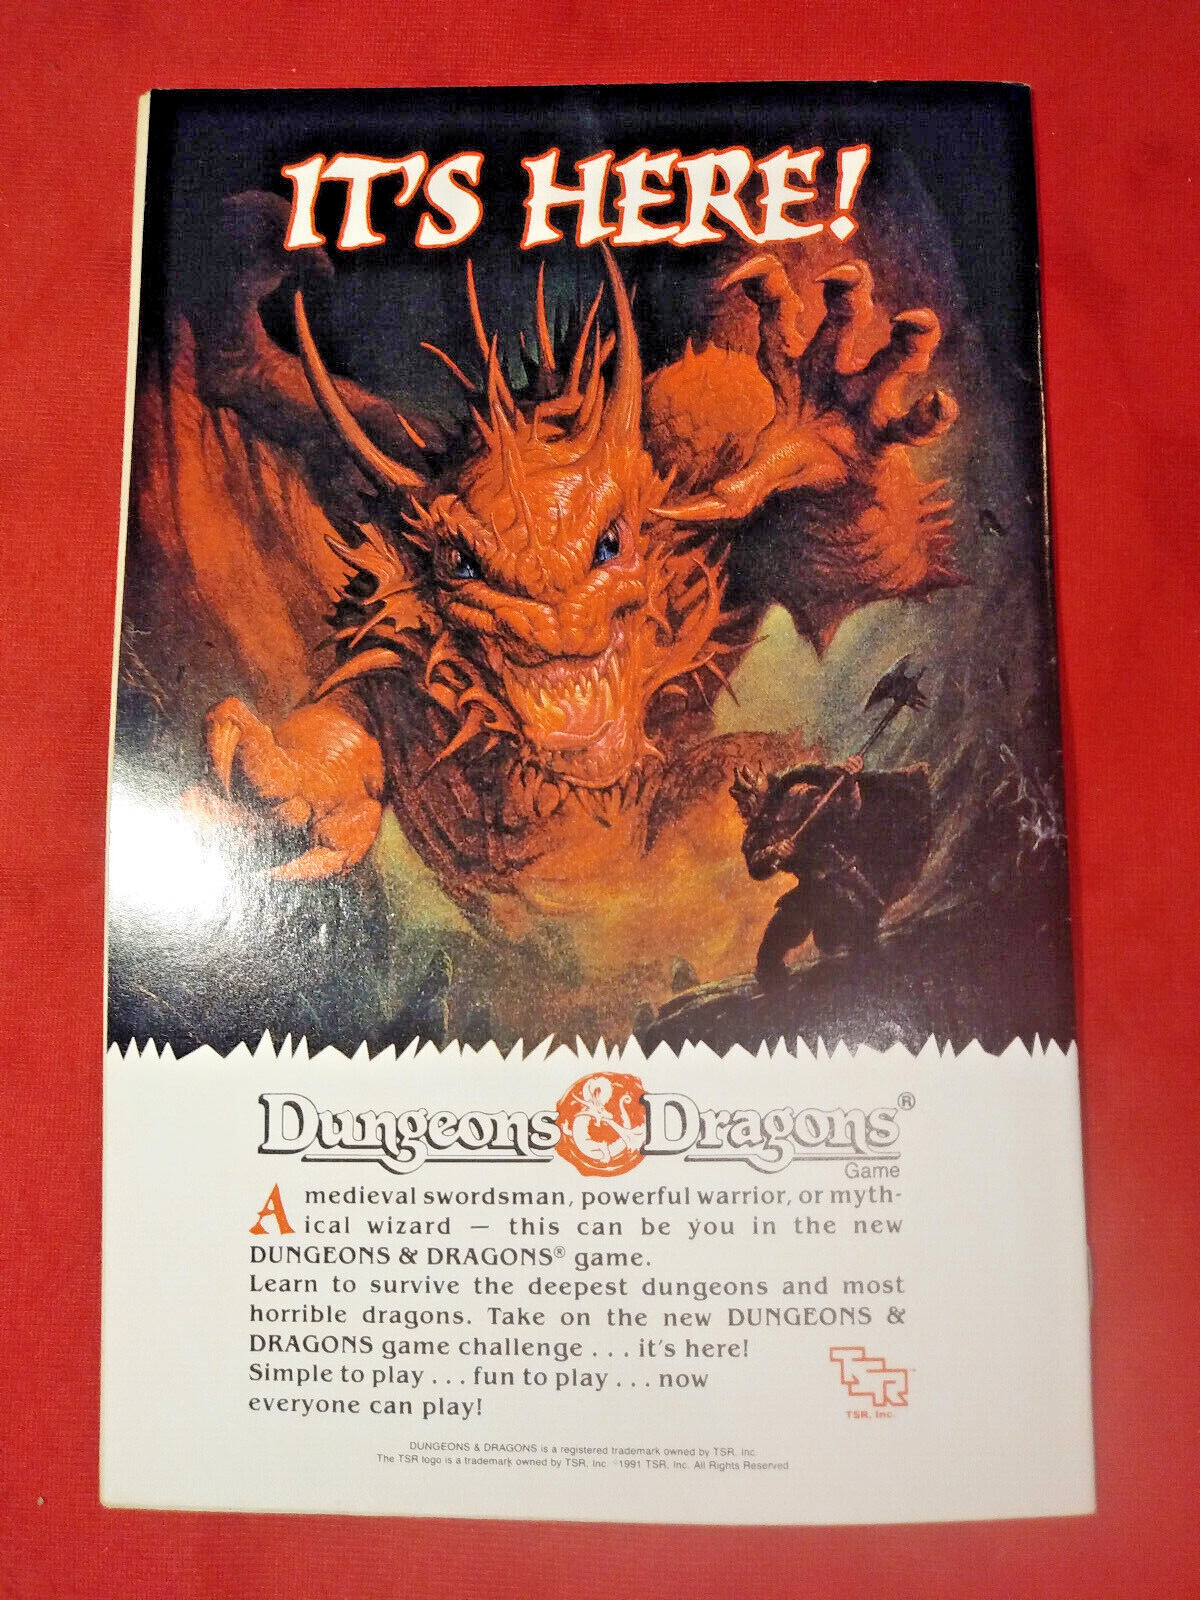 IT'S HERE!
Dungeons & Dragons®
Game
A medieval swordsman, powerful warrior, or myth-
ical wizard — this can be you in the new
DUNGEONS & DRAGONS® game.
Learn to survive the deepest dungeons and most
horrible dragons. Take on the new DUNGEONS &
DRAGONS game challenge . . . it's here!
Simple to play . . . fun to play . . . now
everyone can play!
TSR™
TSR, Inc.
DUNGEONS & DRAGONS is a registered trademark owned by TSR, Inc.
The TSR logo is a trademark owned by TSR, Inc. ©1991 TSR, Inc. All Rights Reserved